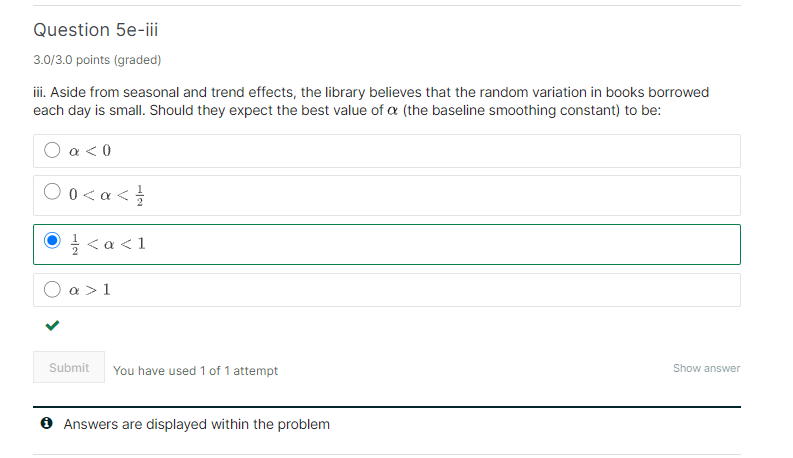 Question 5e-iii
3.0/3.0 points (graded)
iii. Aside from seasonal and trend effects, the library believes that the random variation in books borrowed
each day is small. Should they expect the best value of α (the baseline smoothing constant) to be:
α < 0
0 < α < 1/2
1/2 < α < 1
α > 1
Submit You have used 1 of 1 attempt Show answer
Answers are displayed within the problem